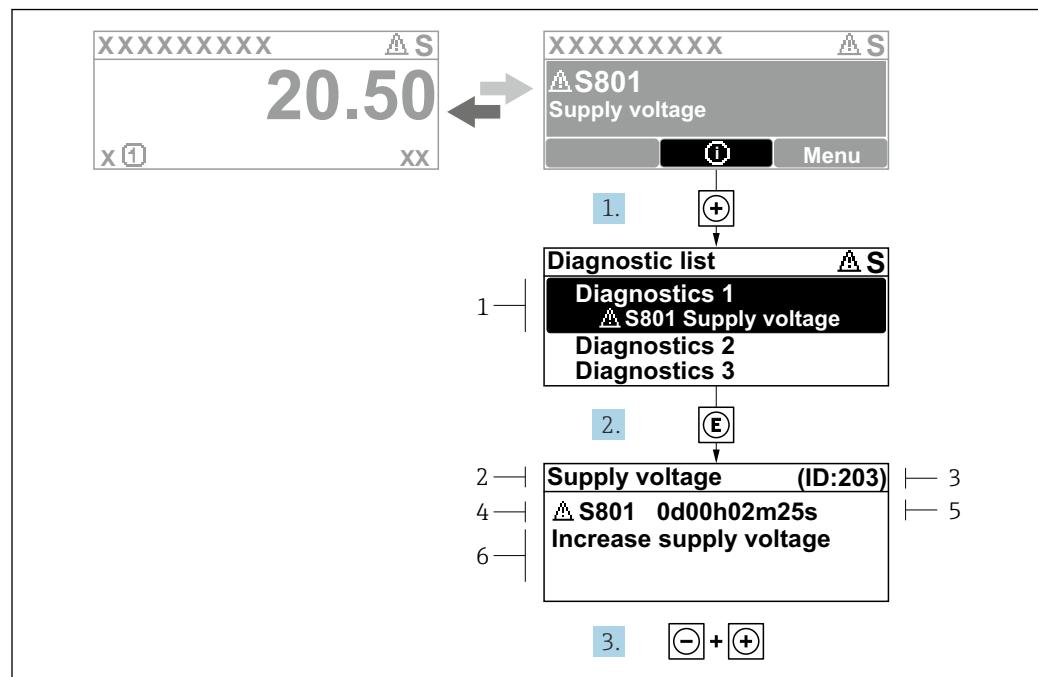 XXXXXXXXX ⚠ S
20.50
x ① xx
XXXXXXXXX ⚠ S
⚠ S801
Supply voltage
ⓘ Menu
1. +
Diagnostic list ⚠ S
1
Diagnostics 1
⚠ S801 Supply voltage
Diagnostics 2
Diagnostics 3
2. E
2 Supply voltage (ID:203) 3
4 ⚠ S801 0d00h02m25s 5
6 Increase supply voltage
3. - + +